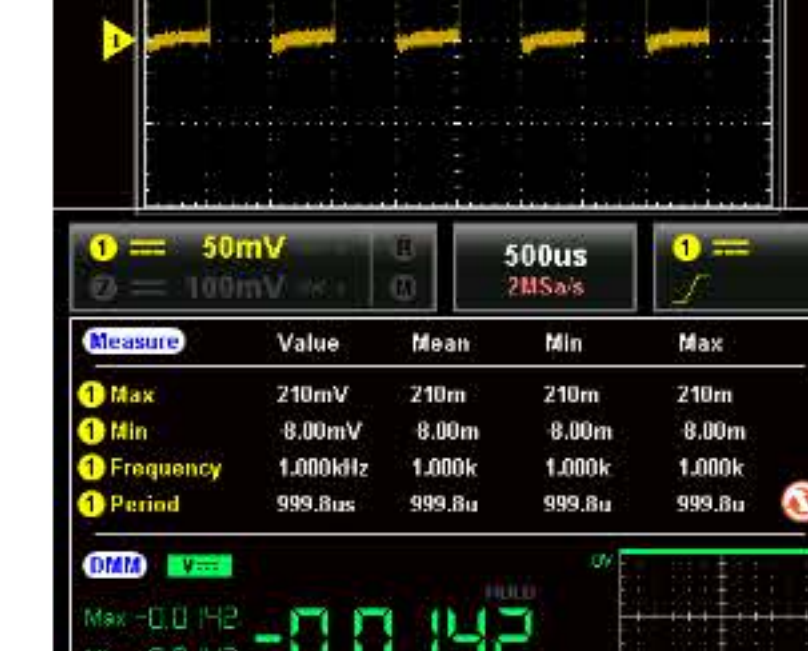 1
1 50mV
500us
1
2 100mV
2MSa/s
Measure Value Mean Min Max
1 Max 210mV 210m 210m 210m
1 Min -8.00mV -8.00m -8.00m -8.00m
1 Frequency 1.000kHz 1.000k 1.000k 1.000k
1 Period 999.8us 999.8u 999.8u 999.8u
DMM V 0V
HOLD
Max -0.0142 -0.0142